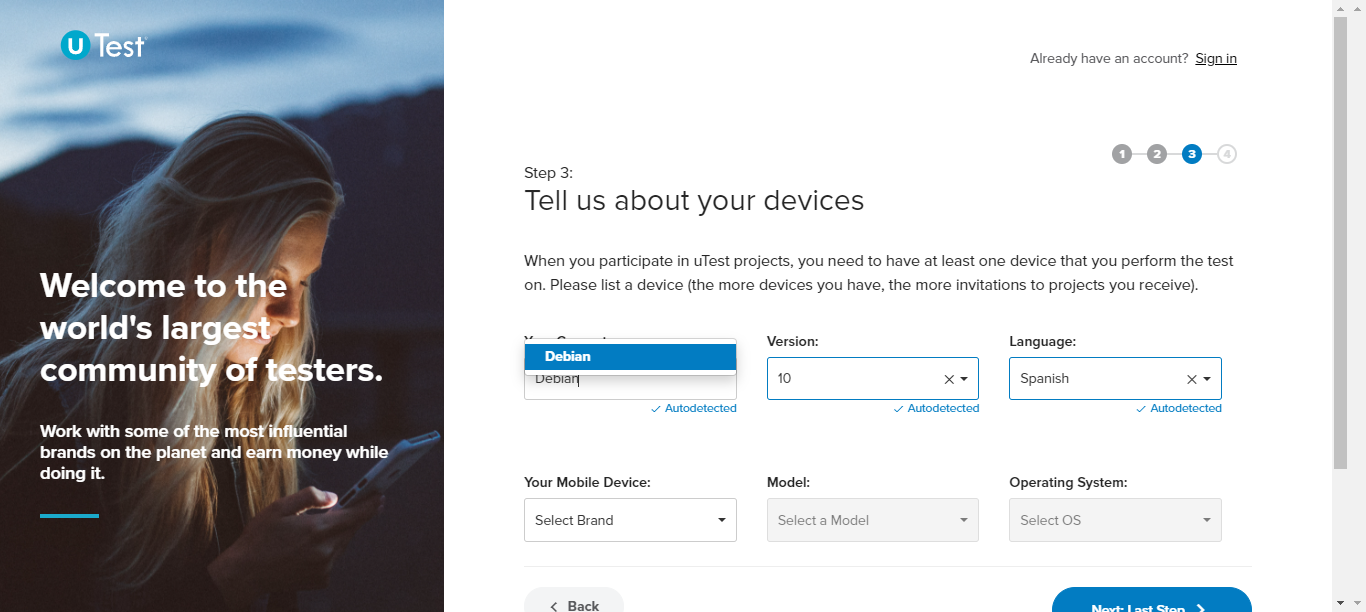 uTest
Already have an account? Sign in
1 2 3 4
Step 3:
Tell us about your devices
When you participate in uTest projects, you need to have at least one device that you perform the test
on. Please list a device (the more devices you have, the more invitations to projects you receive).
Welcome to the
world's largest
community of testers.
Work with some of the most influential
brands on the planet and earn money while
doing it.
Version:
Language:
Debian
Debian
10
Spanish
Autodetected
Autodetected
Autodetected
Your Mobile Device:
Model:
Operating System:
Select Brand
Select a Model
Select OS
Back
Next: Last Step